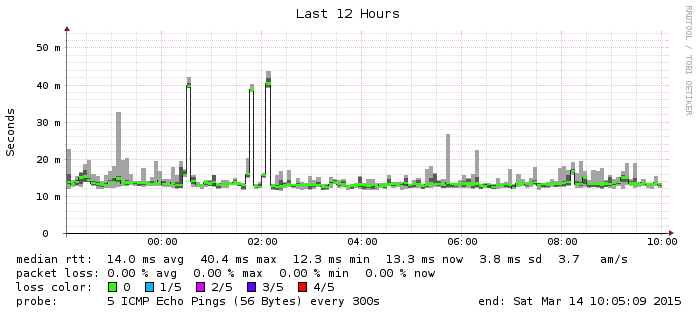 Last 12 Hours
RRDTOOL / TOBI OETIKER
Seconds
50 m
40 m
30 m
20 m
10 m
0
00:00 02:00 04:00 06:00 08:00 10:00
median rtt: 14.0 ms avg 40.4 ms max 12.3 ms min 13.3 ms now 3.8 ms sd 3.7 am/s
packet loss: 0.00 % avg 0.00 % max 0.00 % min 0.00 % now
loss color: 0 1/5 2/5 3/5 4/5
probe: 5 ICMP Echo Pings (56 Bytes) every 300s end: Sat Mar 14 10:05:09 2015